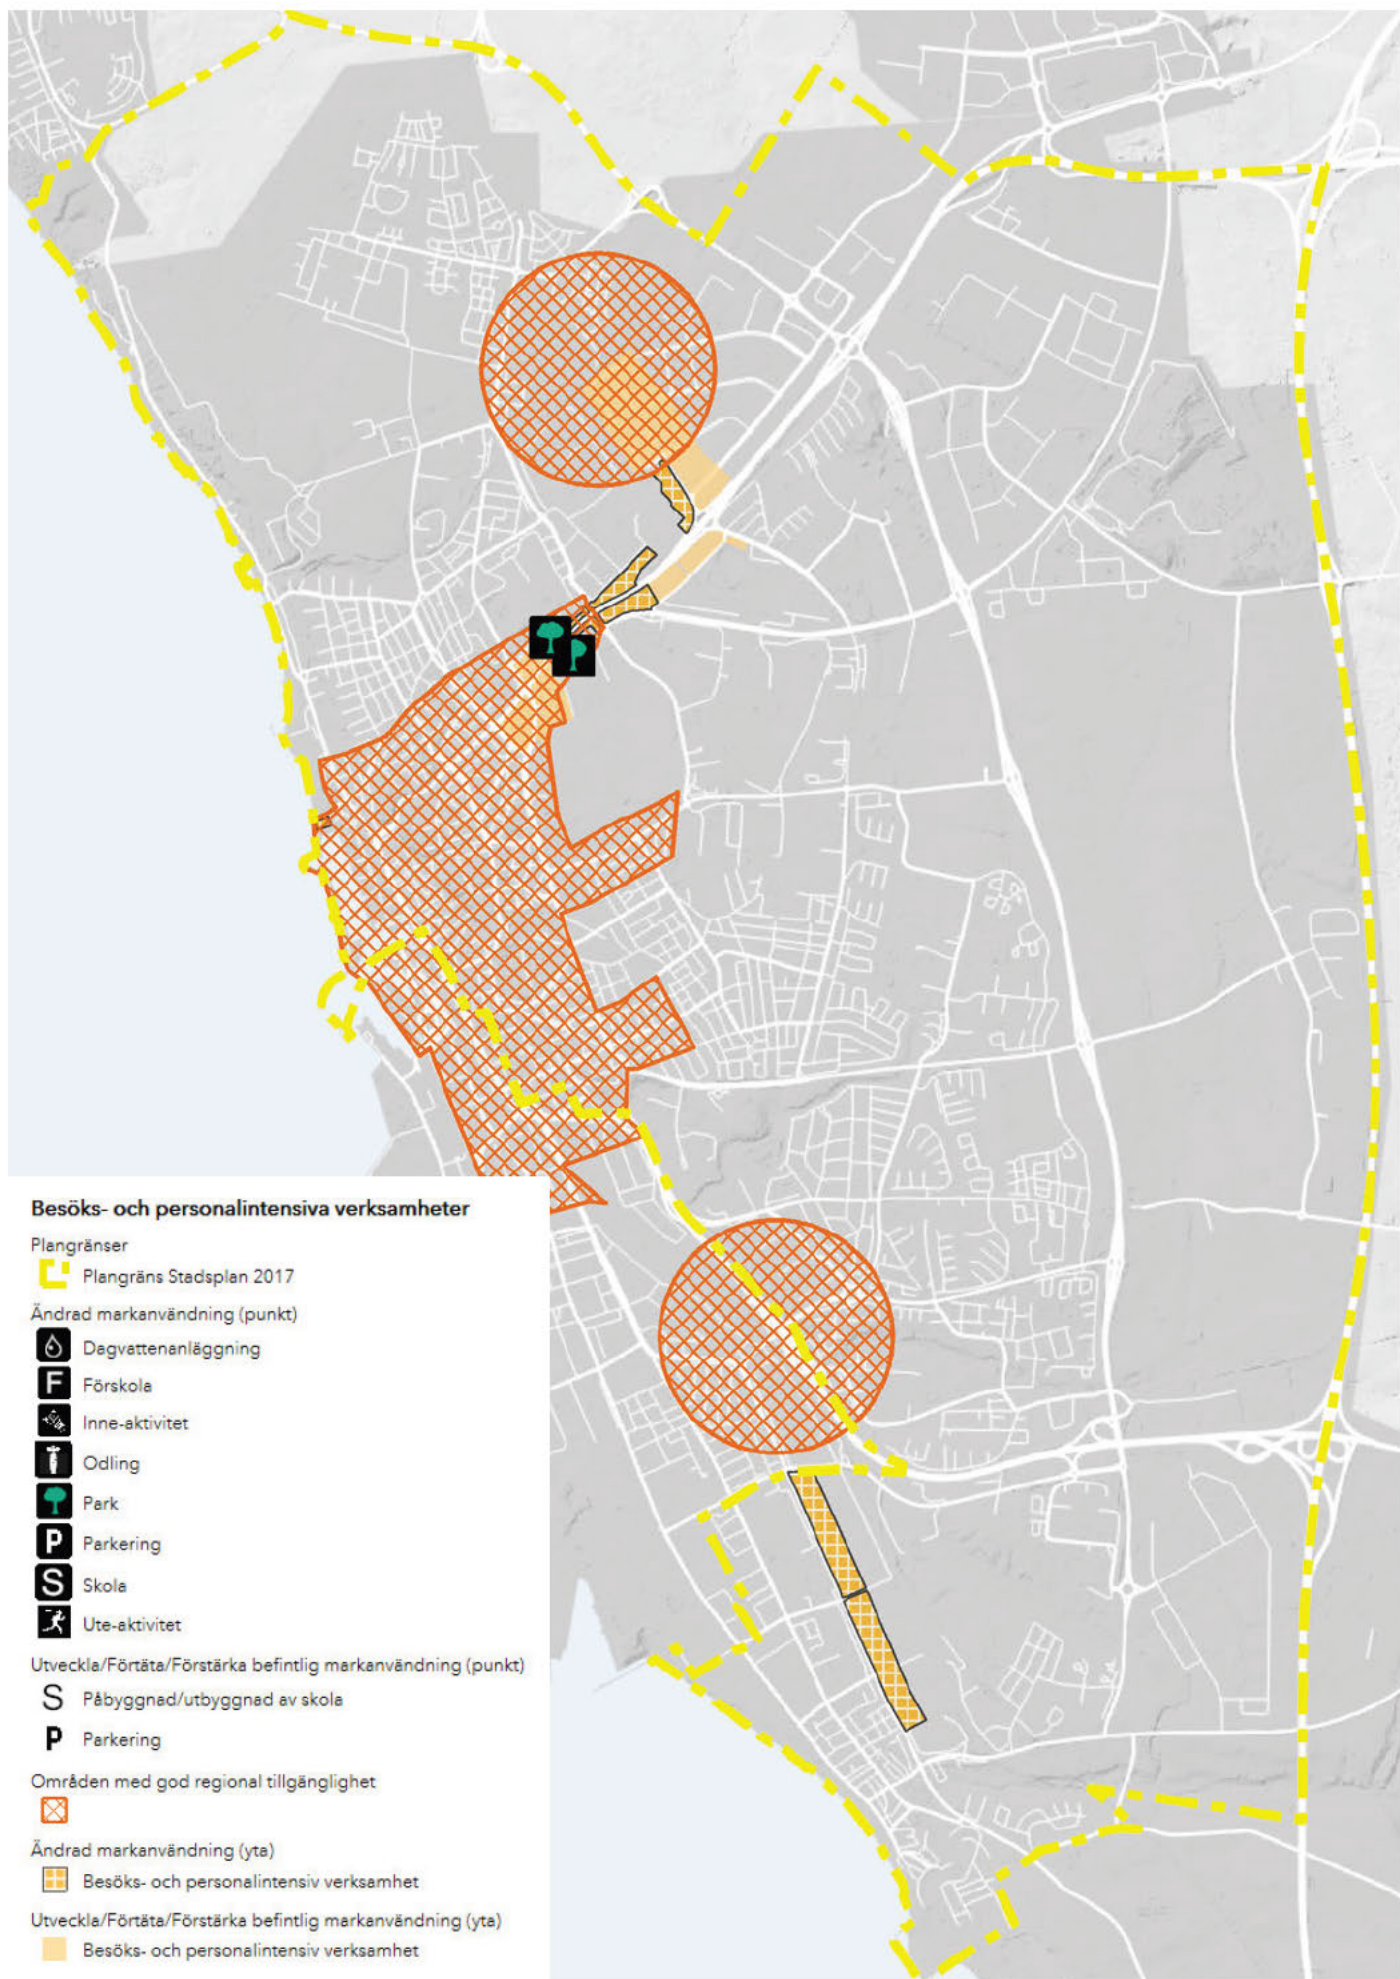 Besöks- och personalintensiva verksamheter
Plangränser
Plangräns Stadsplan 2017
Ändrad markanvändning (punkt)
Dagvattenanläggning
F Förskola
Inne-aktivitet
Odling
Park
P Parkering
S Skola
Ute-aktivitet
Utveckla/Förtäta/Förstärka befintlig markanvändning (punkt)
S Påbyggnad/utbyggnad av skola
P Parkering
Områden med god regional tillgänglighet
Ändrad markanvändning (yta)
Besöks- och personalintensiv verksamhet
Utveckla/Förtäta/Förstärka befintlig markanvändning (yta)
Besöks- och personalintensiv verksamhet